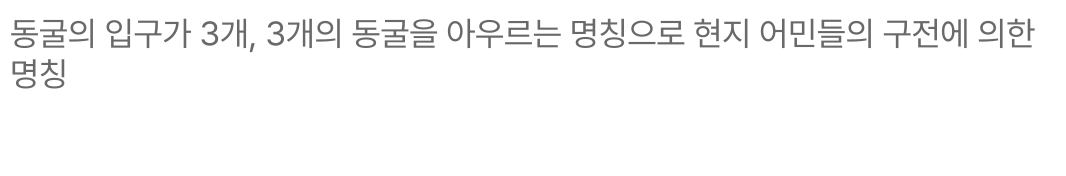 동굴의 입구가 3개, 3개의 동굴을 아우르는 명칭으로 현지 어민들의 구전에 의한
명칭